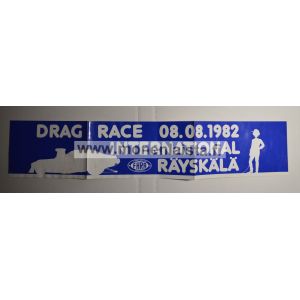 DRAG RACE 08.08.1982
INTERNATIONAL
RÄYSKÄLÄ